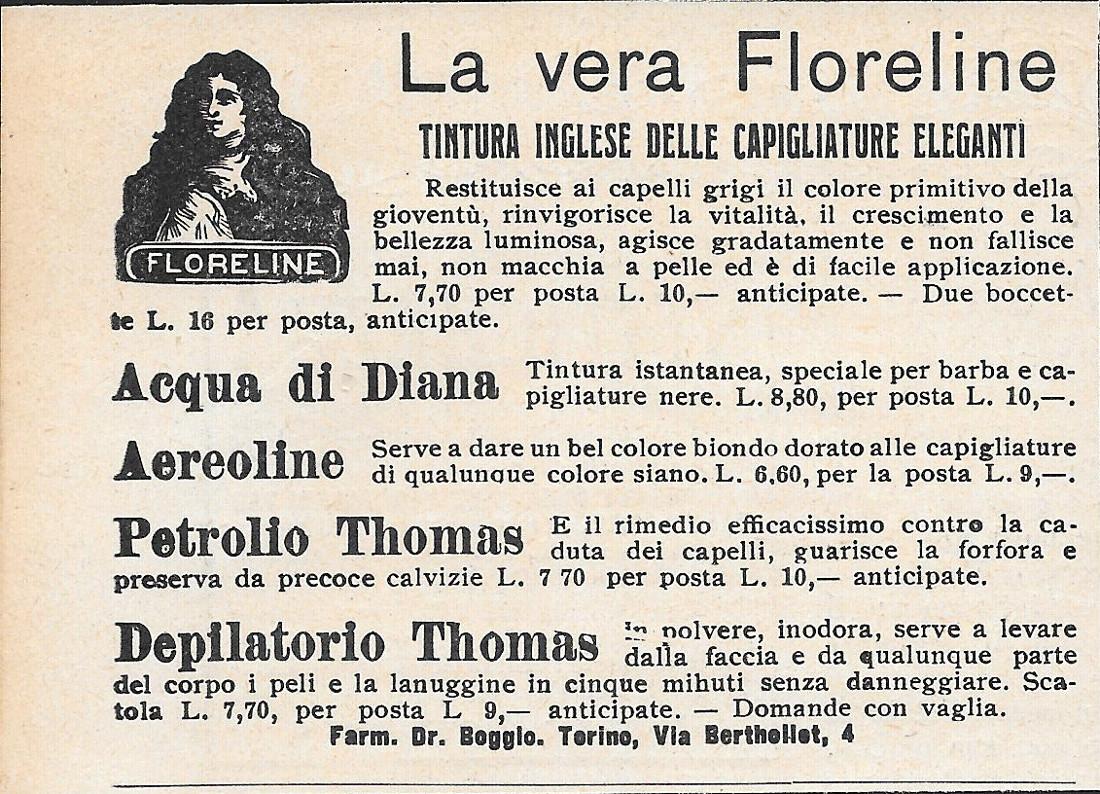 La vera Floreline
TINTURA INGLESE DELLE CAPIGLIATURE ELEGANTI
FLORELINE
Restituisce ai capelli grigi il colore primitivo della
gioventù, rinvigorisce la vitalità, il crescimento e la
bellezza luminosa, agisce gradatamente e non fallisce
mai, non macchia a pelle ed è di facile applicazione.
L. 7,70 per posta L. 10,— anticipate. — Due boccet-
te L. 16 per posta, anticipate.
Acqua di Diana
Tintura istantanea, speciale per barba e ca-
pigliature nere. L. 8,80, per posta L. 10,—.
Aereoline
Serve a dare un bel colore biondo dorato alle capigliature
di qualunque colore siano. L. 6,60, per la posta L. 9,—.
Petrolio Thomas
E il rimedio efficacissimo contro la ca-
duta dei capelli, guarisce la forfora e
preserva da precoce calvizie L. 7 70 per posta L. 10,— anticipate.
Depilatorio Thomas
In polvere, inodora, serve a levare
dalla faccia e da qualunque parte
del corpo i peli e la lanuggine in cinque mihuti senza danneggiare. Sca-
tola L. 7,70, per posta L 9,— anticipate. — Domande con vaglia.
Farm. Dr. Boggio. Torino, Via Berthollet, 4